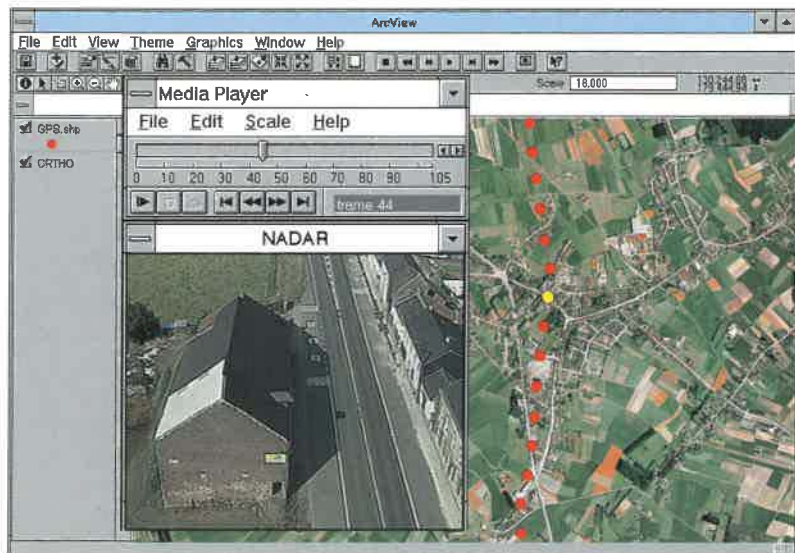 ArcView
File Edit View Theme Graphics Window Help
Scale 16,000
Media Player
File Edit Scale Help
GPS.shp
ORTHO
0 10 20 30 40 50 60 70 80 90 105
frame 44
NADAR